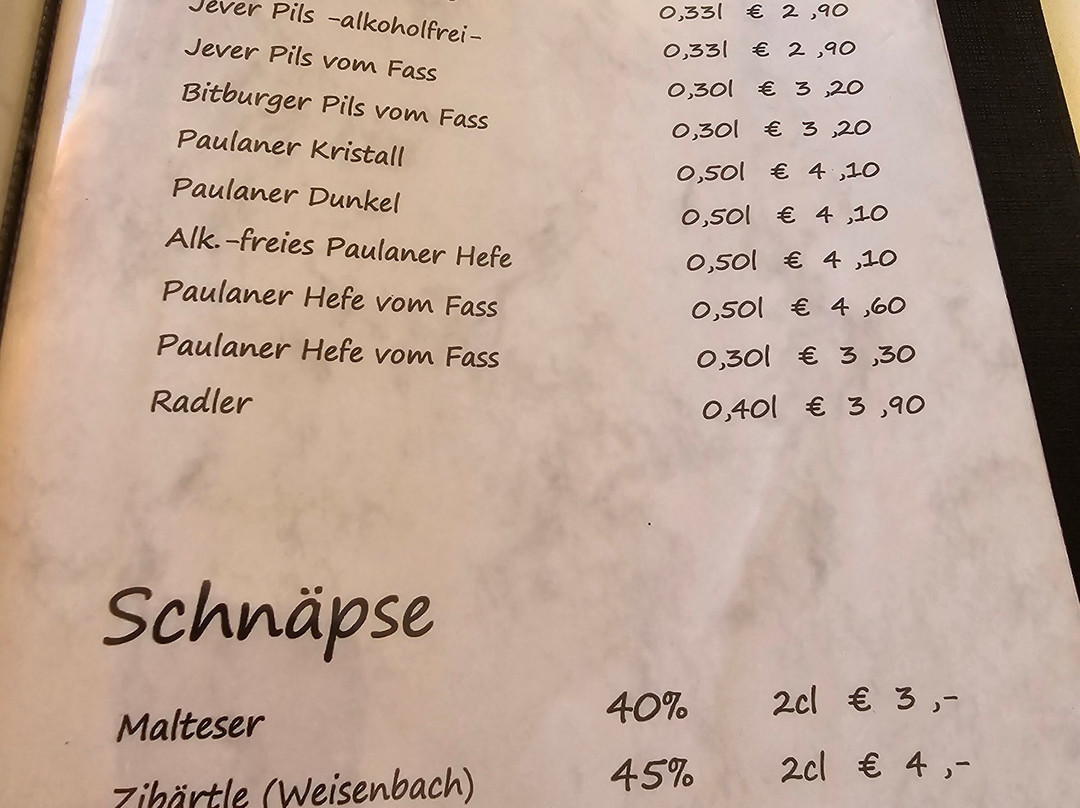 0,33l € 2 ,90
Jever Pils -alkoholfrei- 0,33l € 2 ,90
Jever Pils vom Fass 0,30l € 3 ,20
Bitburger Pils vom Fass 0,30l € 3 ,20
Paulaner Kristall 0,50l € 4 ,10
Paulaner Dunkel 0,50l € 4 ,10
Alk.-freies Paulaner Hefe 0,50l € 4 ,10
Paulaner Hefe vom Fass 0,50l € 4 ,60
Paulaner Hefe vom Fass 0,30l € 3 ,30
Radler 0,40l € 3 ,90
Schnäpse
Malteser 40% 2cl € 3 ,-
Zibärtle (Weisenbach) 45% 2cl € 4 ,-